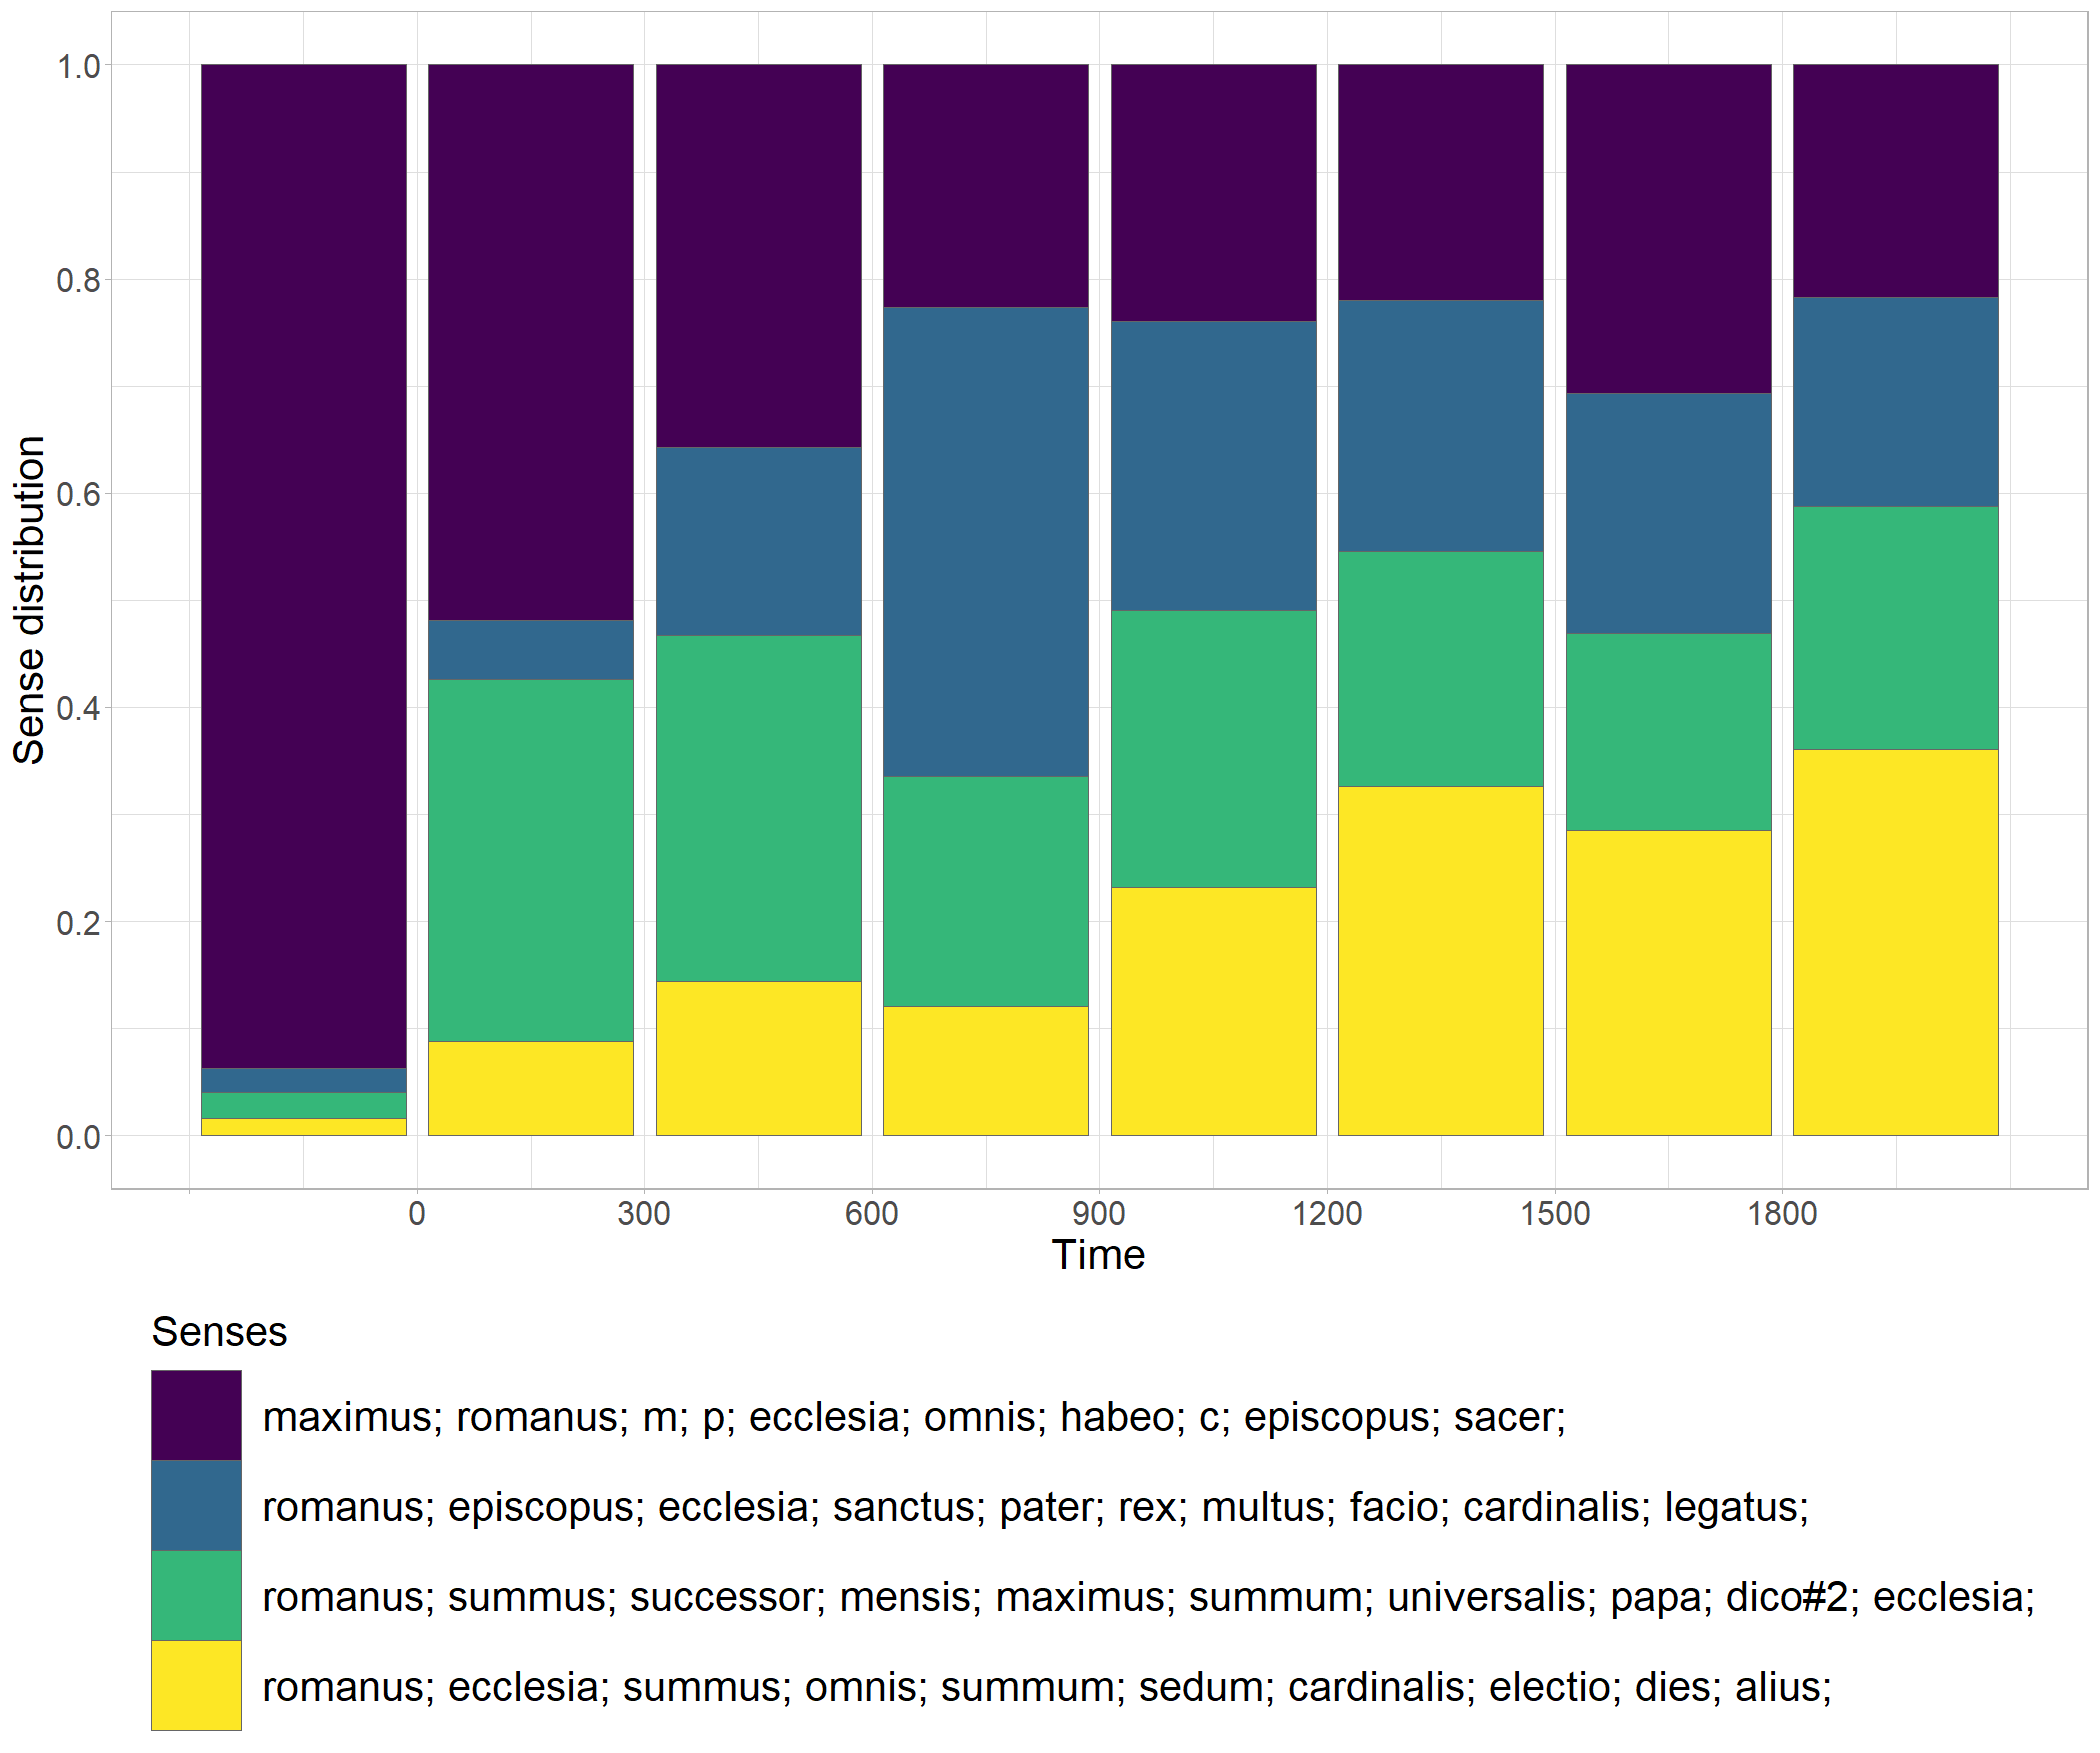 1.0
0.8
0.6
0.4
0.2
0.0
Sense distribution
0 300 600 900 1200 1500 1800
Time
Senses
maximus; romanus; m; p; ecclesia; omnis; habeo; c; episcopus; sacer;
romanus; episcopus; ecclesia; sanctus; pater; rex; multus; facio; cardinalis; legatus;
romanus; summus; successor; mensis; maximus; summum; universalis; papa; dico#2; ecclesia;
romanus; ecclesia; summus; omnis; summum; sedum; cardinalis; electio; dies; alius;